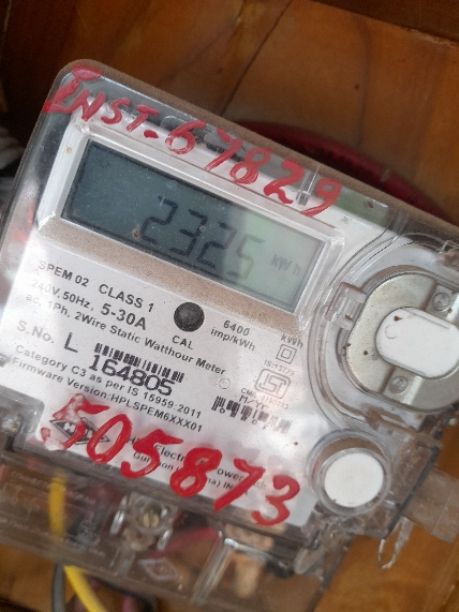 INST-67829
2325 kWh
SPEM 02 CLASS 1
240V, 50Hz, 5-30A
ac, 1Ph, 2Wire Static Watthour Meter
CAL
6400
imp/kWh
S.No. L 164805
Category C3 as per IS 15959:2011
Firmware Version:HPLSPEM6XXX01
505873